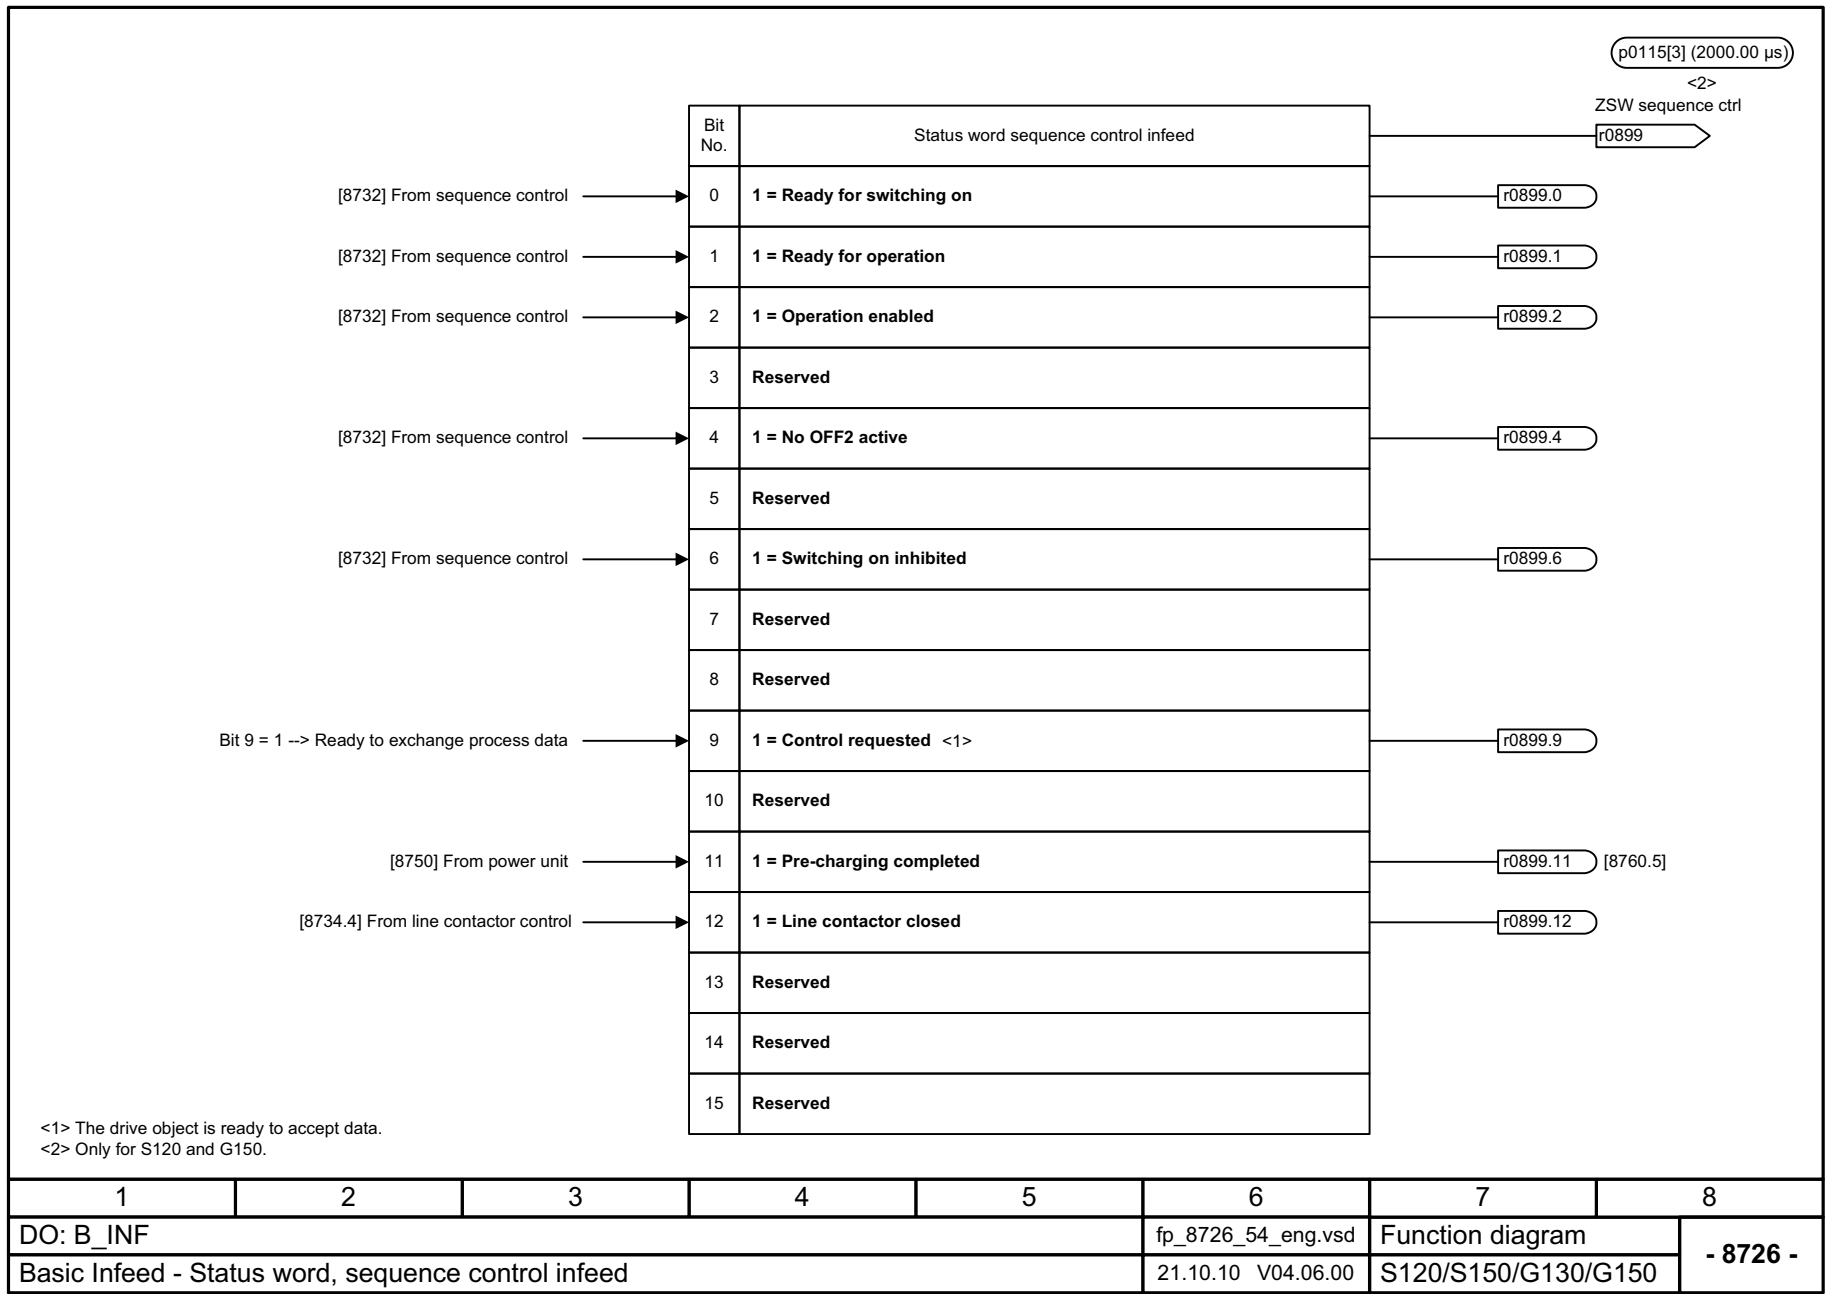 p0115[3] (2000.00 µs)
<2>
ZSW sequence ctrl
Bit
No.
Status word sequence control infeed
r0899
[8732] From sequence control 0 1 = Ready for switching on r0899.0
[8732] From sequence control 1 1 = Ready for operation r0899.1
[8732] From sequence control 2 1 = Operation enabled r0899.2
3 Reserved
[8732] From sequence control 4 1 = No OFF2 active r0899.4
5 Reserved
[8732] From sequence control 6 1 = Switching on inhibited r0899.6
7 Reserved
8 Reserved
Bit 9 = 1 --> Ready to exchange process data 9 1 = Control requested <1> r0899.9
10 Reserved
[8750] From power unit 11 1 = Pre-charging completed r0899.11 [8760.5]
[8734.4] From line contactor control 12 1 = Line contactor closed r0899.12
13 Reserved
14 Reserved
15 Reserved
<1> The drive object is ready to accept data.
<2> Only for S120 and G150.
1 2 3 4 5 6 7 8
DO: B_INF fp_8726_54_eng.vsd Function diagram
- 8726 -
Basic Infeed - Status word, sequence control infeed 21.10.10 V04.06.00 S120/S150/G130/G150